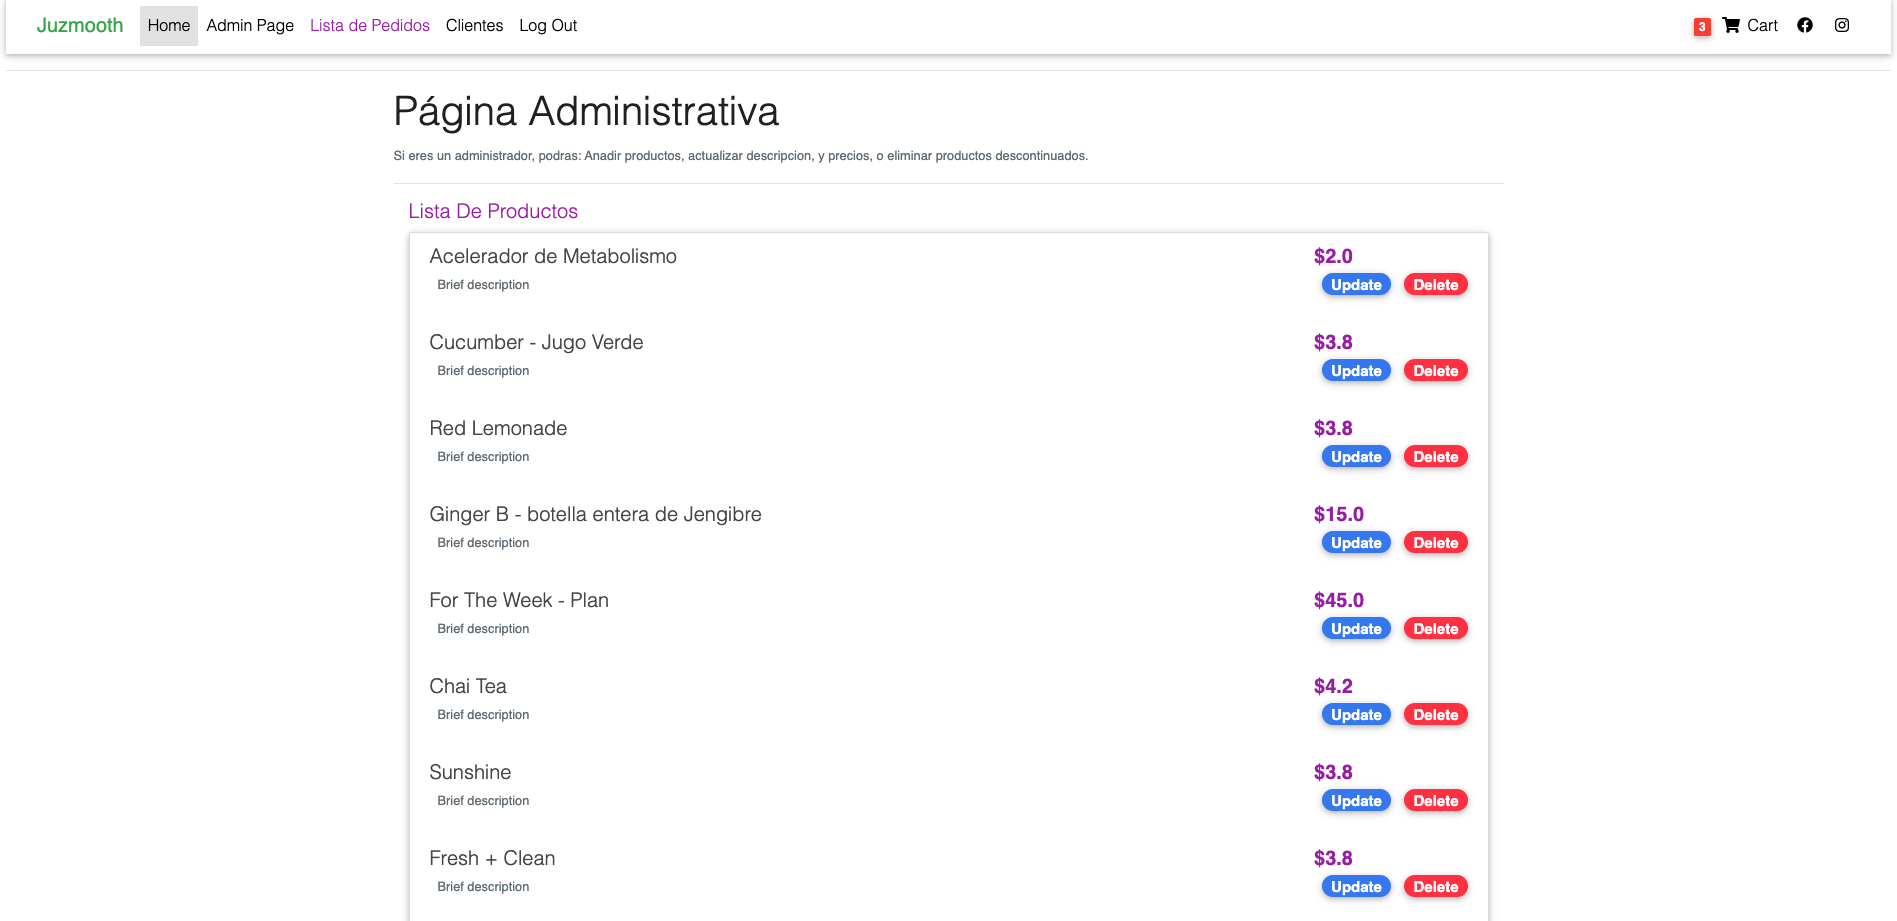 Juzmooth Home Admin Page Lista de Pedidos Clientes Log Out 3 Cart
Página Administrativa
Si eres un administrador, podras: Anadir productos, actualizar descripcion, y precios, o eliminar productos descontinuados.
Lista De Productos
Acelerador de Metabolismo $2.0
Brief description Update Delete
Cucumber - Jugo Verde $3.8
Brief description Update Delete
Red Lemonade $3.8
Brief description Update Delete
Ginger B - botella entera de Jengibre $15.0
Brief description Update Delete
For The Week - Plan $45.0
Brief description Update Delete
Chai Tea $4.2
Brief description Update Delete
Sunshine $3.8
Brief description Update Delete
Fresh + Clean $3.8
Brief description Update Delete